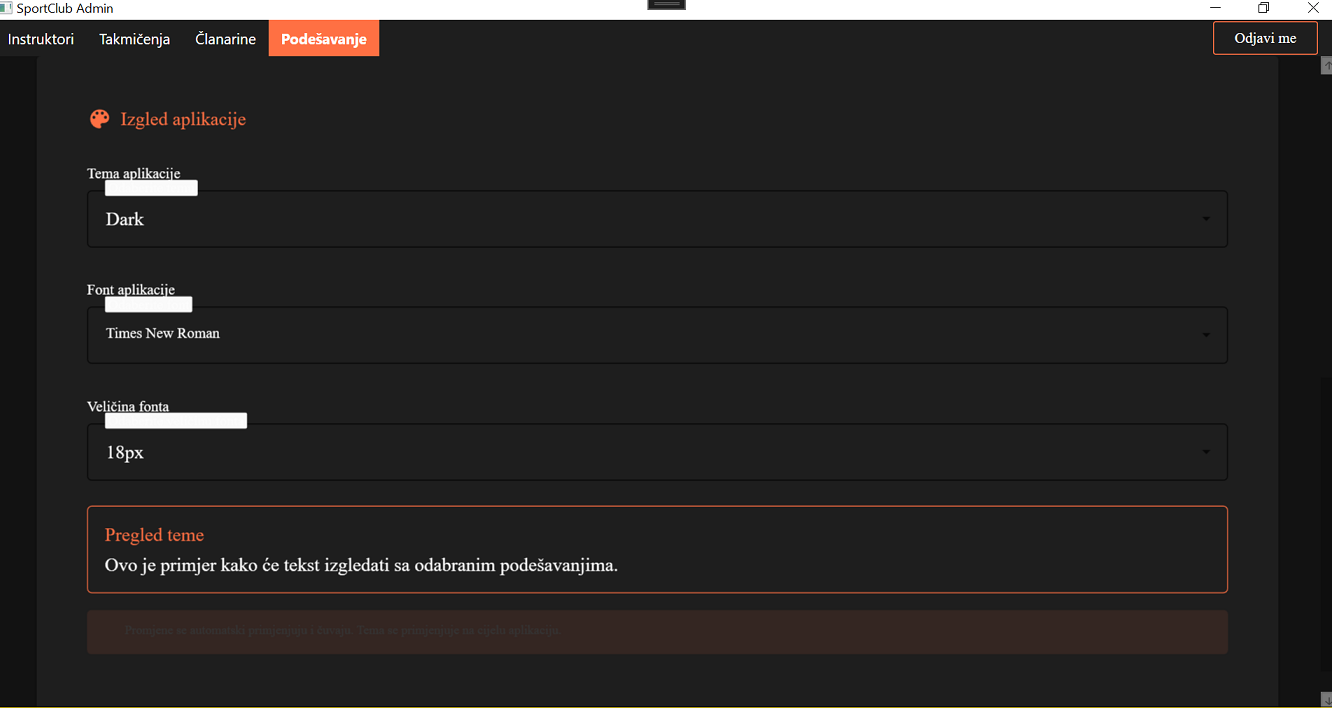 SportClub Admin
Instruktori Takmičenja Članarine Podešavanje Odjavi me
Izgled aplikacije
Tema aplikacije
Dark
Font aplikacije
Times New Roman
Veličina fonta
18px
Pregled teme
Ovo je primjer kako će tekst izgledati sa odabranim podešavanjima.
Promjene se automatski primjenjuju i čuvaju. Tema se primjenjuje na cijelu aplikaciju.